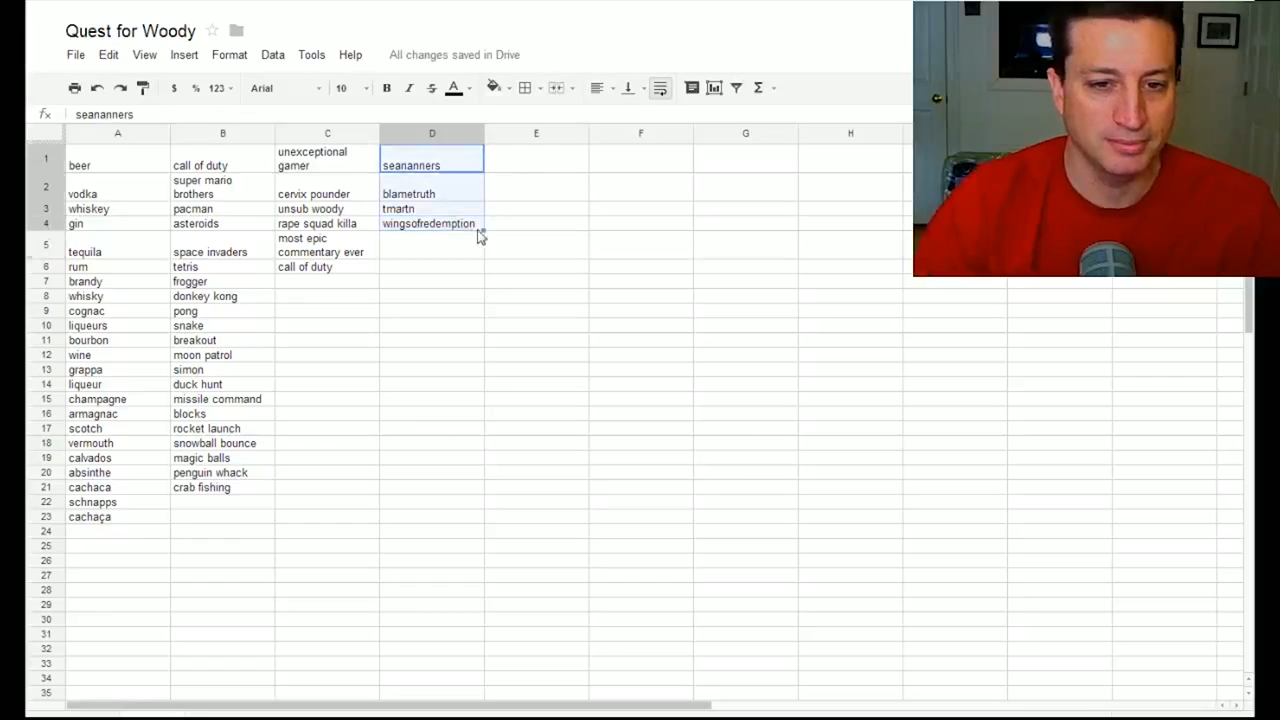 Quest for Woody
File Edit View Insert Format Data Tools Help All changes saved in Drive
$ % 123 Arial 10 B I S A Σ
fx seananners
A B C D E F G H
1 beer call of duty unexceptional gamer seananners
2 vodka super mario brothers cervix pounder blametruth
3 whiskey pacman unsub woody tmartn
4 gin asteroids rape squad killa wingsofredemption
5 tequila space invaders most epic commentary ever
6 rum tetris call of duty
7 brandy frogger
8 whisky donkey kong
9 cognac pong
10 liqueurs snake
11 bourbon breakout
12 wine moon patrol
13 grappa simon
14 liqueur duck hunt
15 champagne missile command
16 armagnac blocks
17 scotch rocket launch
18 vermouth snowball bounce
19 calvados magic balls
20 absinthe penguin whack
21 cachaca crab fishing
22 schnapps
23 cachaça
24
25
26
27
28
29
30
31
32
33
34
35